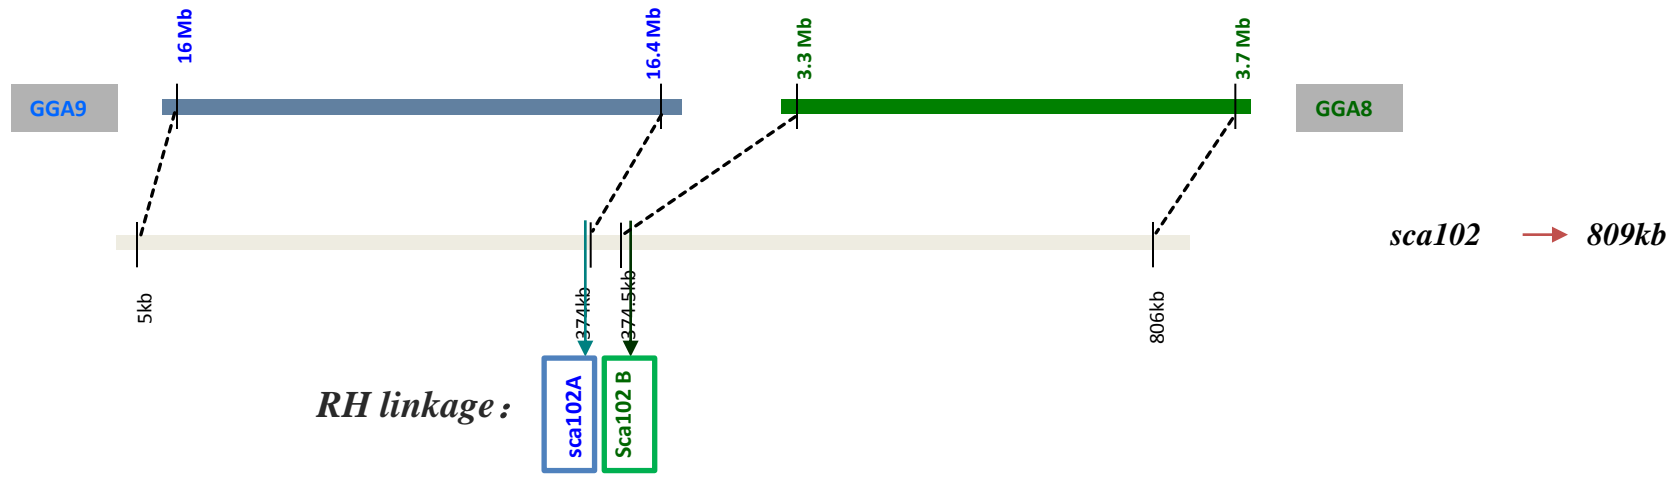 16 Mb
16.4 Mb
3.3 Mb
3.7 Mb
GGA9
GGA8
sca102
809kb
5kb
374kb
374.5kb
806kb
RH linkage：
sca102A
Sca102 B